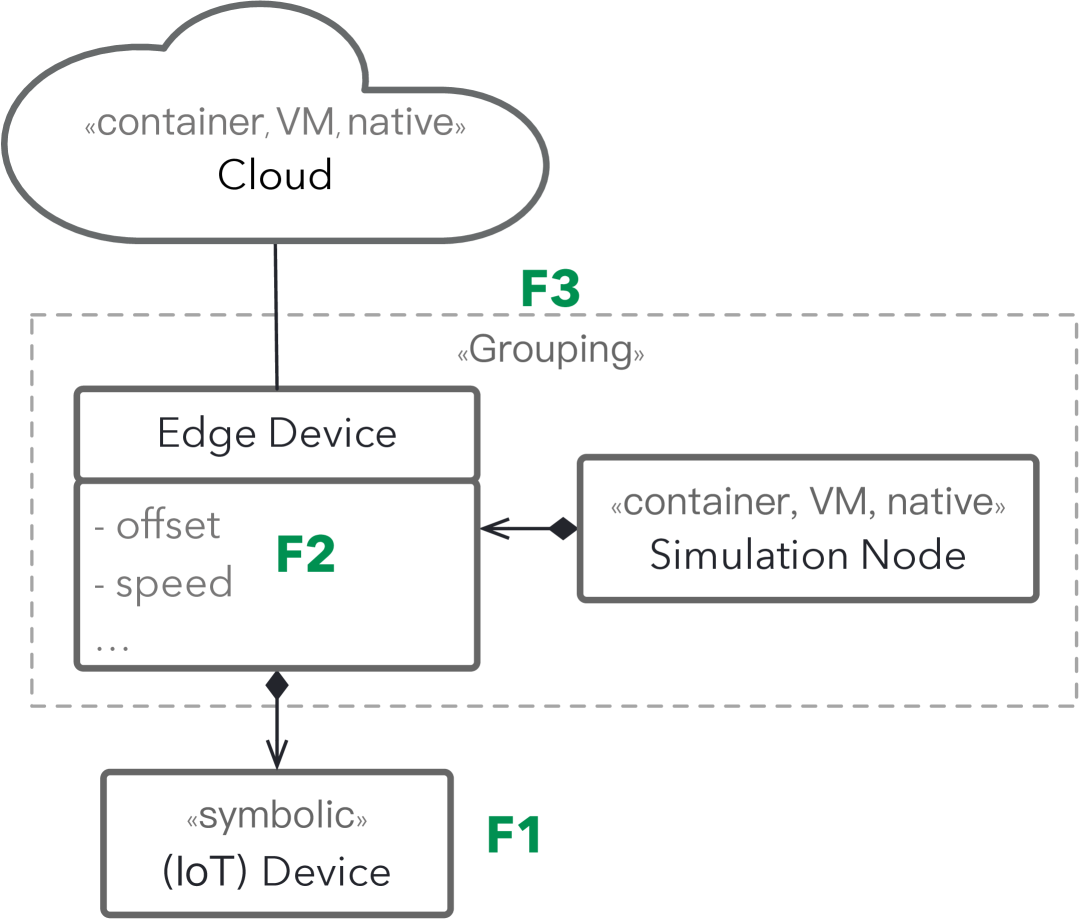 «container, VM, native»
Cloud
F3
«Grouping»
Edge Device
- offset
- speed
...
F2
«container, VM, native»
Simulation Node
«symbolic»
(IoT) Device
F1